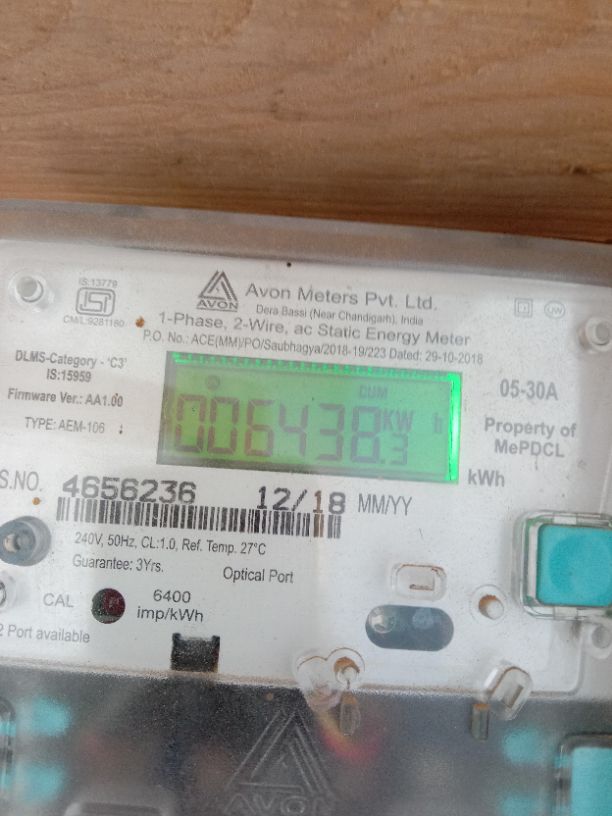 IS:13779
ISI
CM/L:9281180
AVON
Avon Meters Pvt. Ltd.
Dera Bassi (Near Chandigarh), India
1-Phase, 2-Wire, ac Static Energy Meter
P.O. No.: ACE(MM)/PO/Saubhagya/2018-19/223 Dated: 29-10-2018
DLMS-Category - 'C3'
IS:15959
Firmware Ver.: AA1.00
TYPE: AEM-106
CUM
006438.3 KW h
05-30A
Property of
MePDCL
kWh
S.NO. 4656236 12/18 MM/YY
240V, 50Hz, CL:1.0, Ref. Temp. 27°C
Guarantee: 3Yrs.
Optical Port
CAL
6400
imp/kWh
2 Port available
AVON